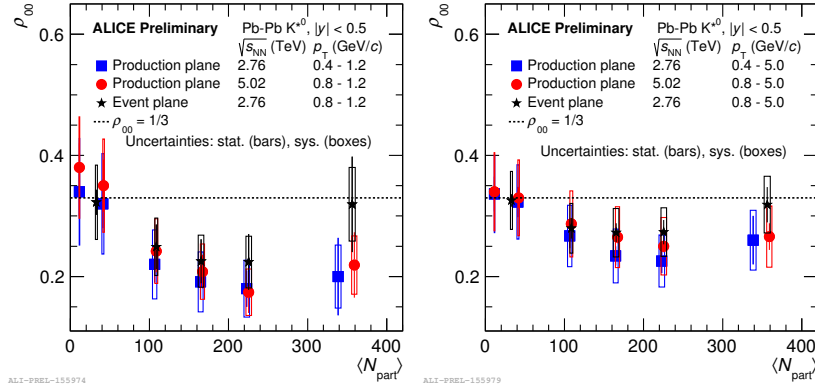 ρ00
ALICE Preliminary
Pb-Pb K*0, |y| < 0.5
√sNN (TeV) pT (GeV/c)
Production plane 2.76 0.4 - 1.2
Production plane 5.02 0.8 - 1.2
Event plane 2.76 0.8 - 1.2
ρ00 = 1/3
Uncertainties: stat. (bars), sys. (boxes)
0.6
0.4
0.2
0 100 200 300 400
⟨Npart⟩
ALI-PREL-155974
ρ00
ALICE Preliminary
Pb-Pb K*0, |y| < 0.5
√sNN (TeV) pT (GeV/c)
Production plane 2.76 0.4 - 5.0
Production plane 5.02 0.8 - 5.0
Event plane 2.76 0.8 - 5.0
ρ00 = 1/3
Uncertainties: stat. (bars), sys. (boxes)
0.6
0.4
0.2
0 100 200 300 400
⟨Npart⟩
ALI-PREL-155979